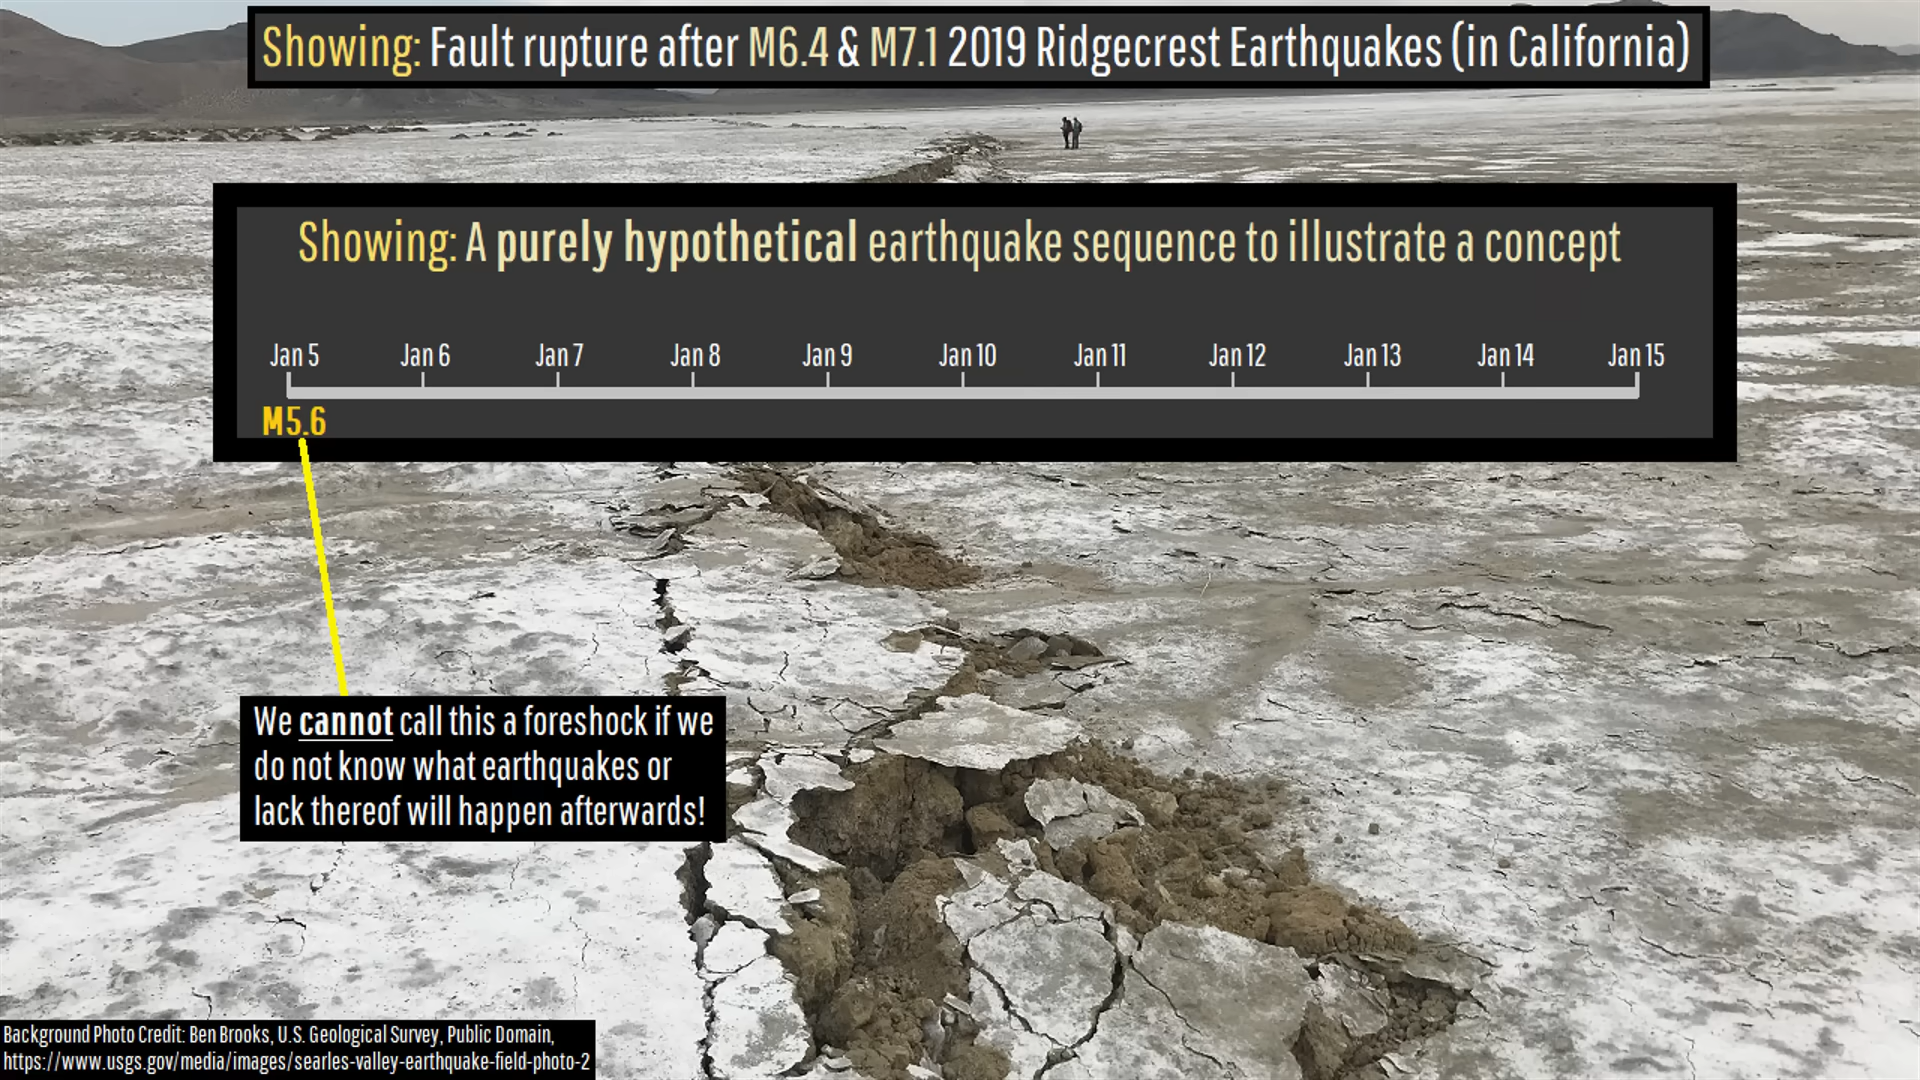 Showing: Fault rupture after M6.4 & M7.1 2019 Ridgecrest Earthquakes (in California)
Showing: A purely hypothetical earthquake sequence to illustrate a concept
Jan 5 Jan 6 Jan 7 Jan 8 Jan 9 Jan 10 Jan 11 Jan 12 Jan 13 Jan 14 Jan 15
M5.6
We cannot call this a foreshock if we
do not know what earthquakes or
lack thereof will happen afterwards!
Background Photo Credit: Ben Brooks, U.S. Geological Survey, Public Domain,
https://www.usgs.gov/media/images/searles-valley-earthquake-field-photo-2